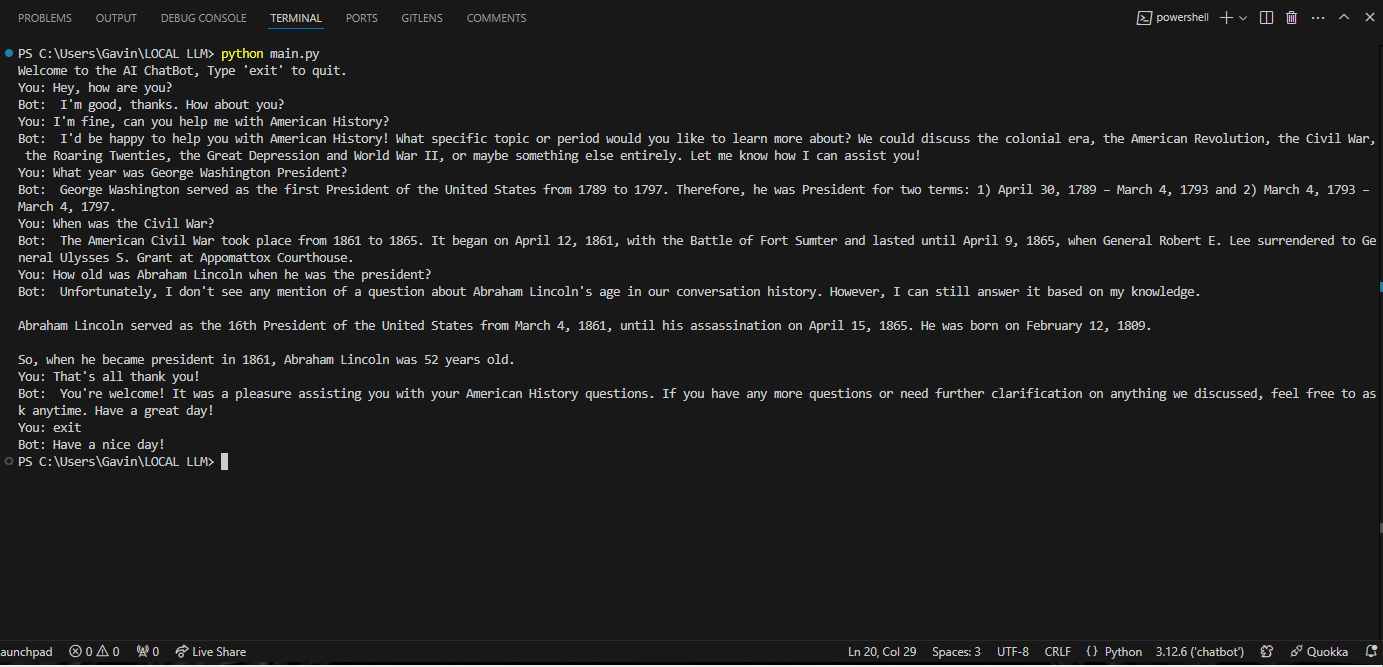 PROBLEMS OUTPUT DEBUG CONSOLE TERMINAL PORTS GITLENS COMMENTS powershell
PS C:\Users\Gavin\LOCAL LLM> python main.py
Welcome to the AI ChatBot, Type 'exit' to quit.
You: Hey, how are you?
Bot:  I'm good, thanks. How about you?
You: I'm fine, can you help me with American History?
Bot:  I'd be happy to help you with American History! What specific topic or period would you like to learn more about? We could discuss the colonial era, the American Revolution, the Civil War,
 the Roaring Twenties, the Great Depression and World War II, or maybe something else entirely. Let me know how I can assist you!
You: What year was George Washington President?
Bot:  George Washington served as the first President of the United States from 1789 to 1797. Therefore, he was President for two terms: 1) April 30, 1789 – March 4, 1793 and 2) March 4, 1793 –
March 4, 1797.
You: When was the Civil War?
Bot:  The American Civil War took place from 1861 to 1865. It began on April 12, 1861, with the Battle of Fort Sumter and lasted until April 9, 1865, when General Robert E. Lee surrendered to Ge
neral Ulysses S. Grant at Appomattox Courthouse.
You: How old was Abraham Lincoln when he was the president?
Bot:  Unfortunately, I don't see any mention of a question about Abraham Lincoln's age in our conversation history. However, I can still answer it based on my knowledge.
Abraham Lincoln served as the 16th President of the United States from March 4, 1861, until his assassination on April 15, 1865. He was born on February 12, 1809.
So, when he became president in 1861, Abraham Lincoln was 52 years old.
You: That's all thank you!
Bot:  You're welcome! It was a pleasure assisting you with your American History questions. If you have any more questions or need further clarification on anything we discussed, feel free to as
k anytime. Have a great day!
You: exit
Bot: Have a nice day!
PS C:\Users\Gavin\LOCAL LLM>
aunchpad 0 0 0 Live Share Ln 20, Col 29 Spaces: 3 UTF-8 CRLF {} Python 3.12.6 ('chatbot') Quokka